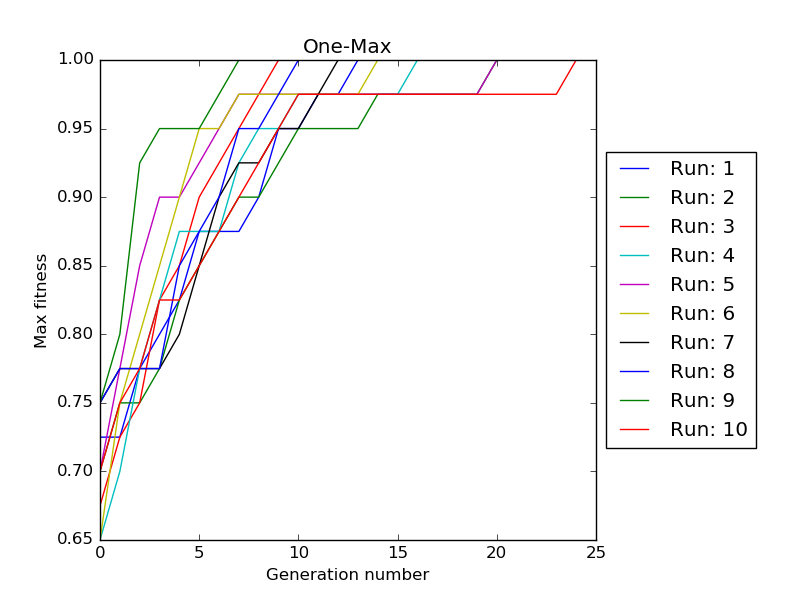 One-Max
1.00
0.95
0.90
0.85
0.80
0.75
0.70
0.65
Max fitness
0 5 10 15 20 25
Generation number
Run: 1
Run: 2
Run: 3
Run: 4
Run: 5
Run: 6
Run: 7
Run: 8
Run: 9
Run: 10